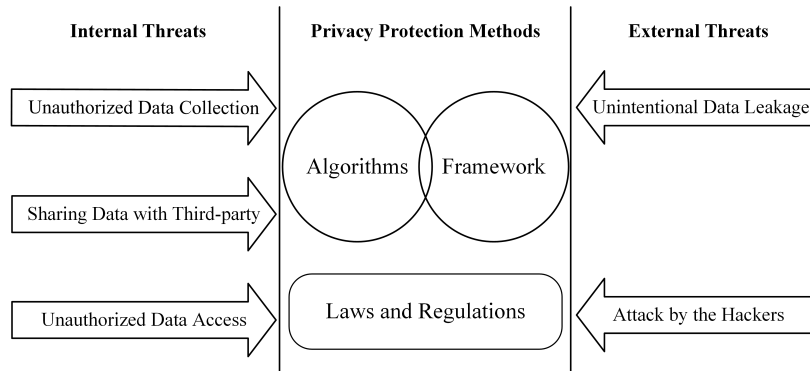 Internal Threats
Privacy Protection Methods
External Threats
Unauthorized Data Collection
Unintentional Data Leakage
Algorithms
Framework
Sharing Data with Third-party
Laws and Regulations
Unauthorized Data Access
Attack by the Hackers